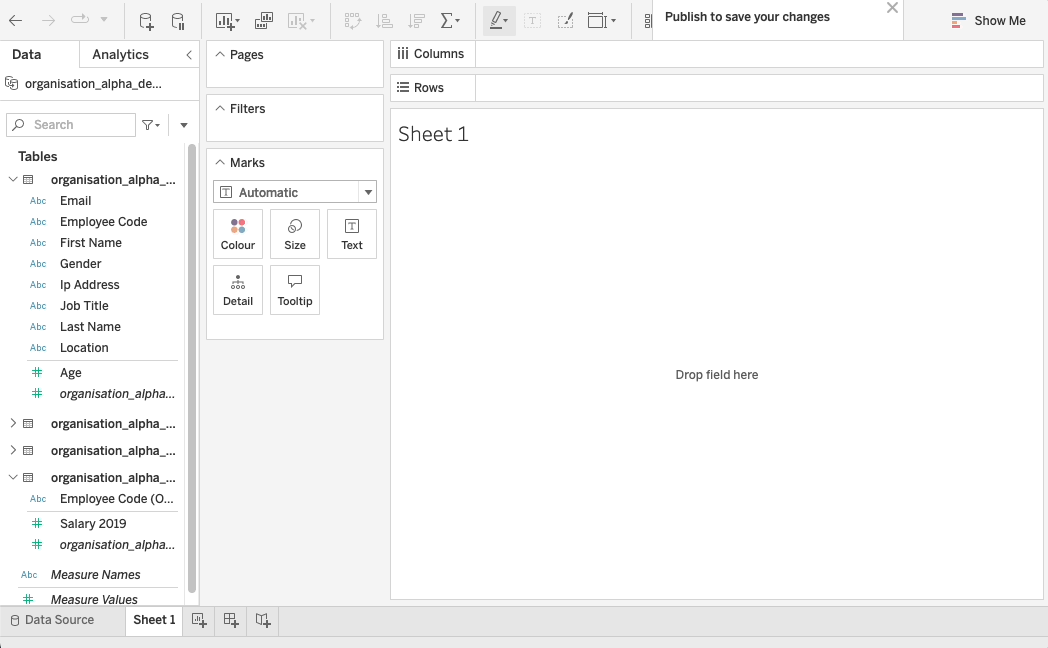 Publish to save your changes
Show Me
Data
Analytics
organisation_alpha_de...
Search
Tables
organisation_alpha_...
Abc Email
Abc Employee Code
Abc First Name
Abc Gender
Abc Ip Address
Abc Job Title
Abc Last Name
Abc Location
# Age
# organisation_alpha...
organisation_alpha_...
organisation_alpha_...
organisation_alpha_...
Abc Employee Code (O...
# Salary 2019
# organisation_alpha...
Abc Measure Names
# Measure Values
Pages
Filters
Marks
T Automatic
Colour
Size
T
Text
Detail
Tooltip
Columns
Rows
Sheet 1
Drop field here
Data Source
Sheet 1